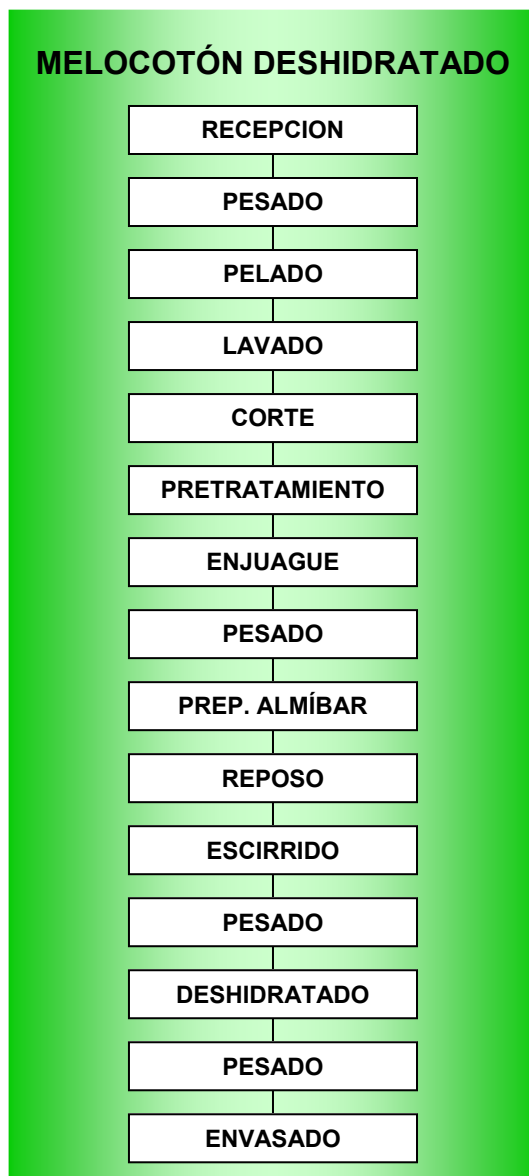 MELOCOTÓN DESHIDRATADO
RECEPCION
PESADO
PELADO
LAVADO
CORTE
PRETRATAMIENTO
ENJUAGUE
PESADO
PREP. ALMÍBAR
REPOSO
ESCIRRIDO
PESADO
DESHIDRATADO
PESADO
ENVASADO